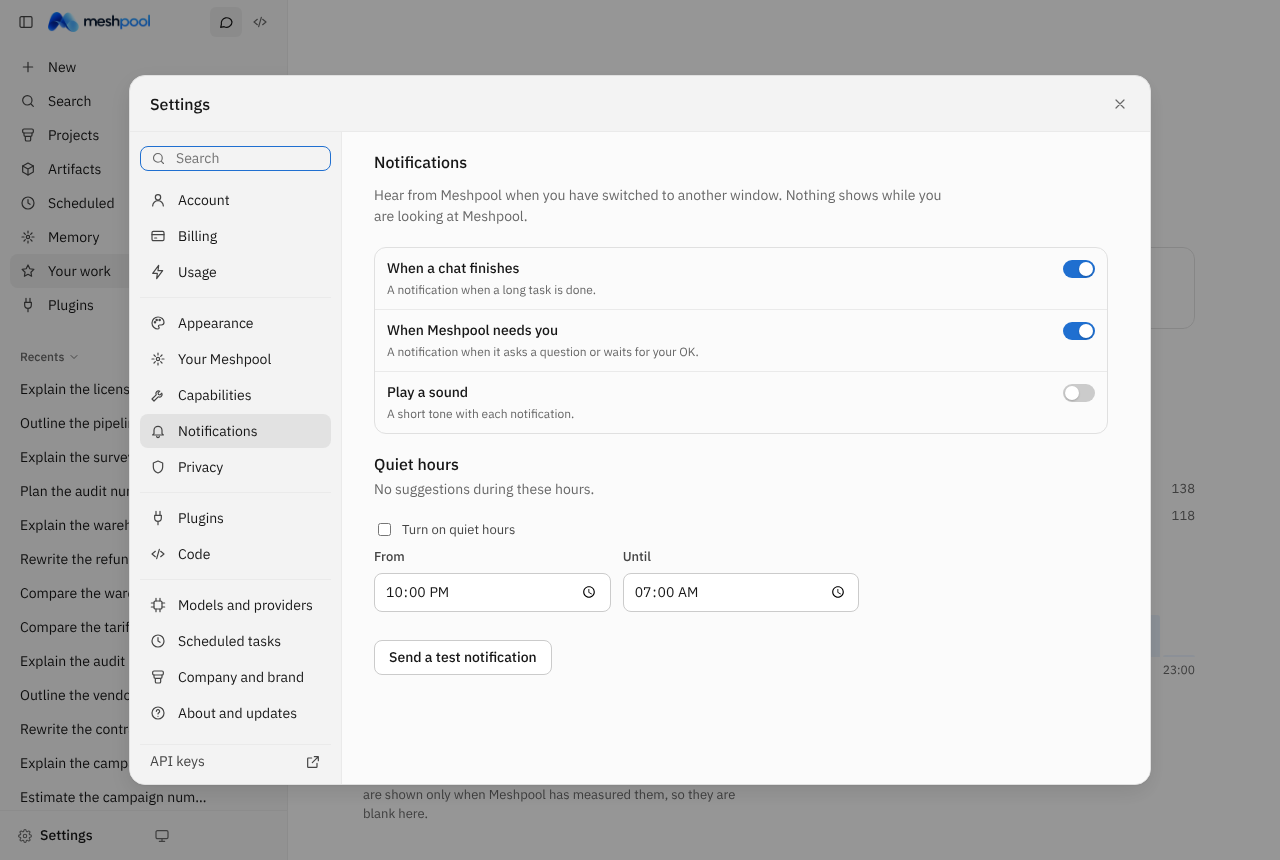 meshpool
New
Search
Projects
Artifacts
Scheduled
Memory
Your work
Plugins
Recents
Explain the licens
Outline the pipeli
Explain the survey
Plan the audit nu
Explain the wareh
Rewrite the refun
Compare the ware
Compare the tarif
Explain the audit
Outline the vendo
Rewrite the contr
Explain the camp
Estimate the campaign num...
Settings
Settings
Search
Account
Billing
Usage
Appearance
Your Meshpool
Capabilities
Notifications
Privacy
Plugins
Code
Models and providers
Scheduled tasks
Company and brand
About and updates
API keys
Notifications
Hear from Meshpool when you have switched to another window. Nothing shows while you
are looking at Meshpool.
When a chat finishes
A notification when a long task is done.
When Meshpool needs you
A notification when it asks a question or waits for your OK.
Play a sound
A short tone with each notification.
Quiet hours
No suggestions during these hours.
Turn on quiet hours
From
Until
10:00 PM
07:00 AM
Send a test notification
138
118
23:00
are shown only when Meshpool has measured them, so they are
blank here.